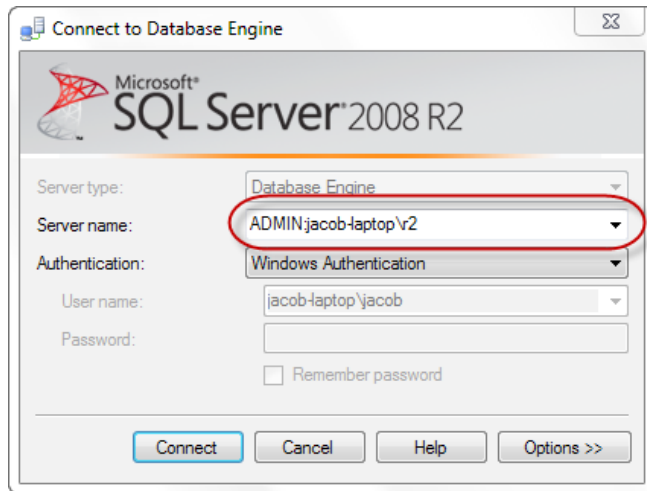 Connect to Database Engine
Microsoft®
SQL Server® 2008 R2
Server type: Database Engine
Server name: ADMIN:jacob-laptop\r2
Authentication: Windows Authentication
User name: jacob-laptop\jacob
Password:
Remember password
Connect Cancel Help Options >>